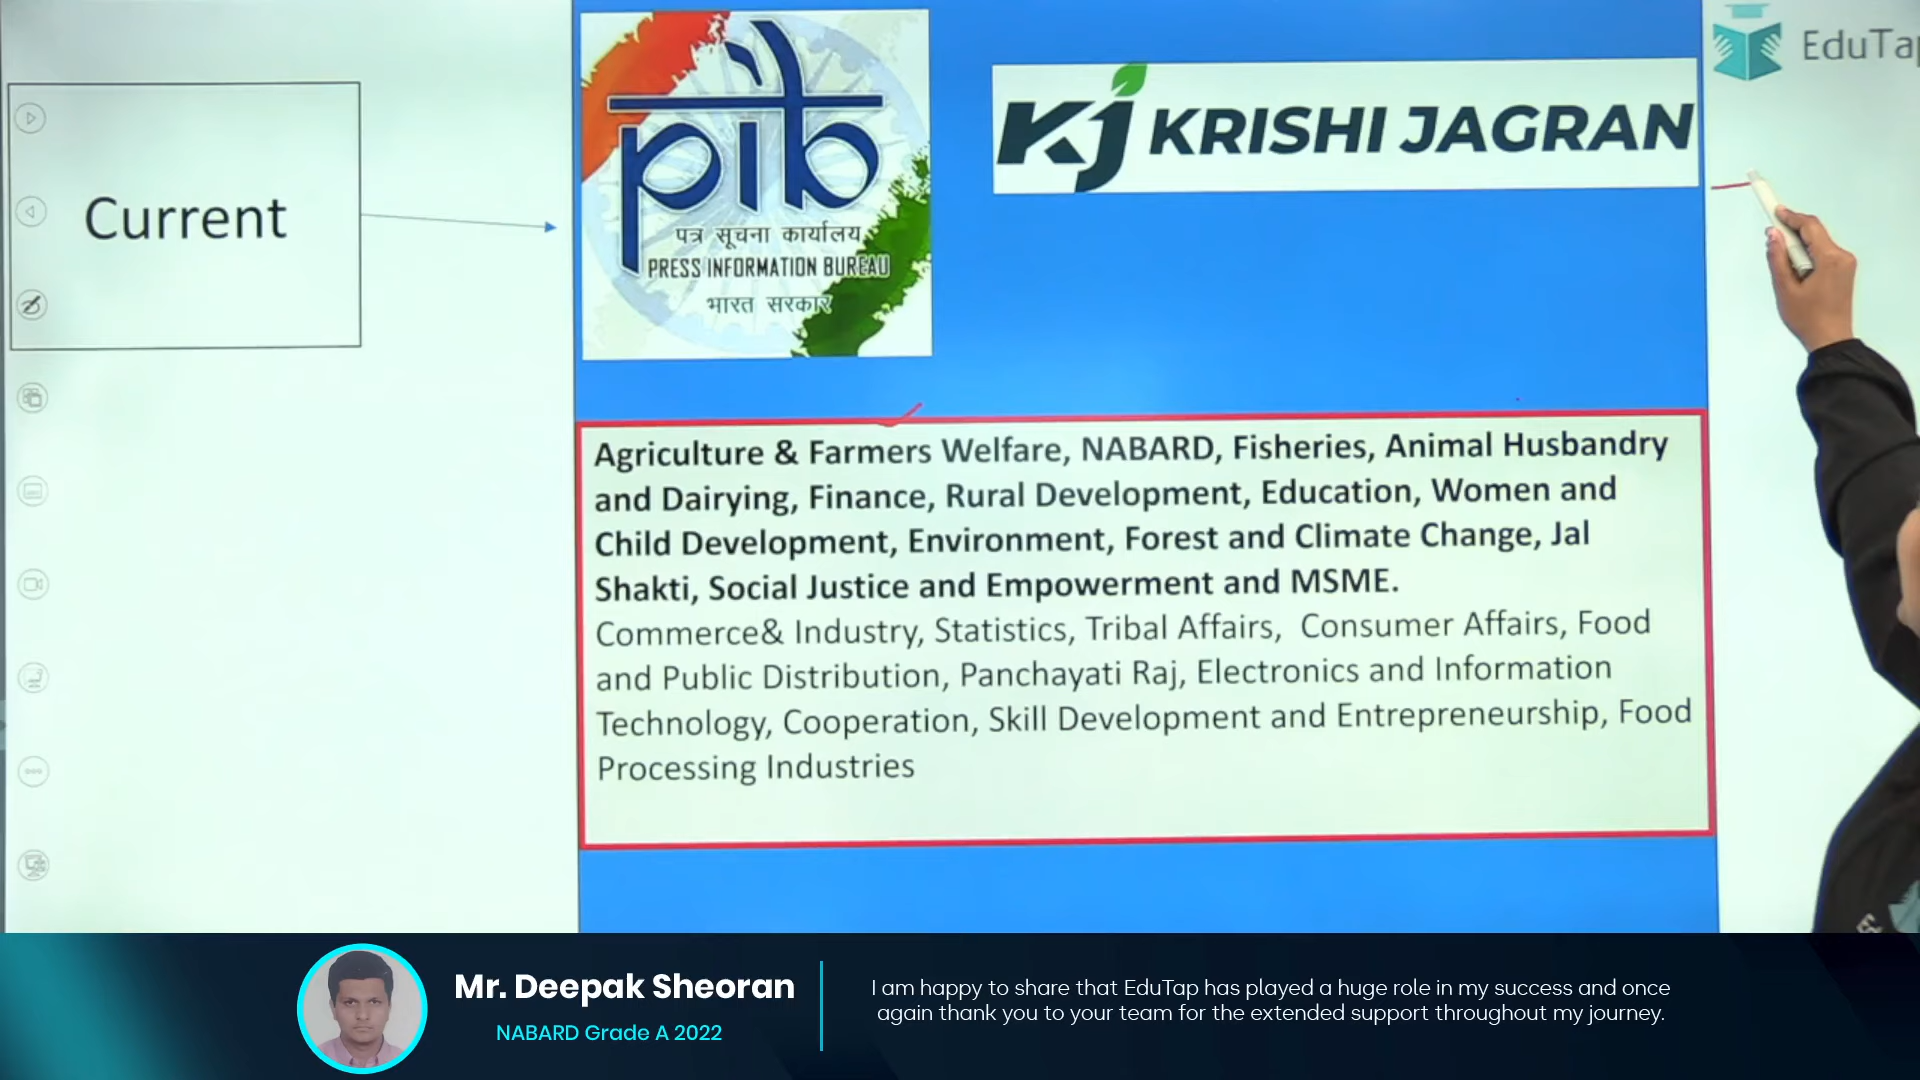 Current
pib
पत्र सूचना कार्यालय
PRESS INFORMATION BUREAU
भारत सरकार
KJ KRISHI JAGRAN
EduTap
Agriculture & Farmers Welfare, NABARD, Fisheries, Animal Husbandry
and Dairying, Finance, Rural Development, Education, Women and
Child Development, Environment, Forest and Climate Change, Jal
Shakti, Social Justice and Empowerment and MSME.
Commerce& Industry, Statistics, Tribal Affairs, Consumer Affairs, Food
and Public Distribution, Panchayati Raj, Electronics and Information
Technology, Cooperation, Skill Development and Entrepreneurship, Food
Processing Industries
Mr. Deepak Sheoran
NABARD Grade A 2022
I am happy to share that EduTap has played a huge role in my success and once
again thank you to your team for the extended support throughout my journey.